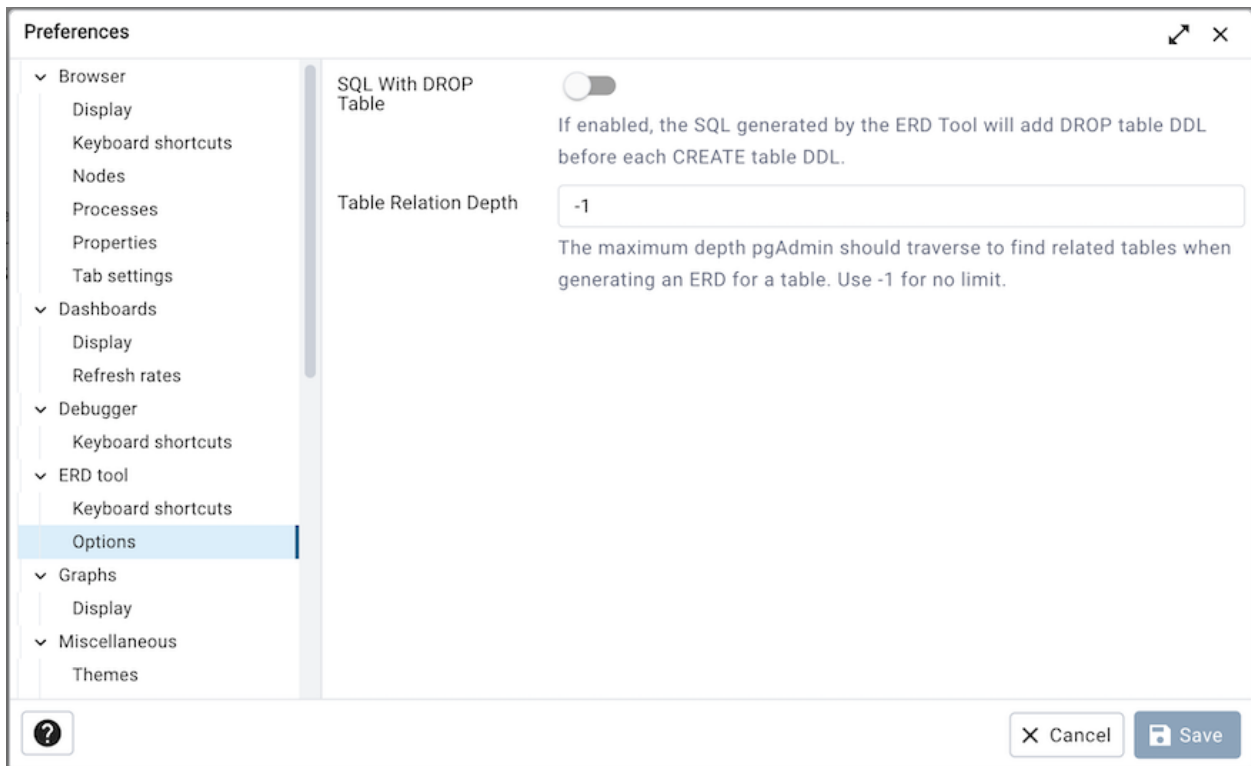 Preferences
Browser
Display
Keyboard shortcuts
Nodes
Processes
Properties
Tab settings
Dashboards
Display
Refresh rates
Debugger
Keyboard shortcuts
ERD tool
Keyboard shortcuts
Options
Graphs
Display
Miscellaneous
Themes
SQL With DROP
Table
If enabled, the SQL generated by the ERD Tool will add DROP table DDL
before each CREATE table DDL.
Table Relation Depth
-1
The maximum depth pgAdmin should traverse to find related tables when
generating an ERD for a table. Use -1 for no limit.
?
Cancel
Save